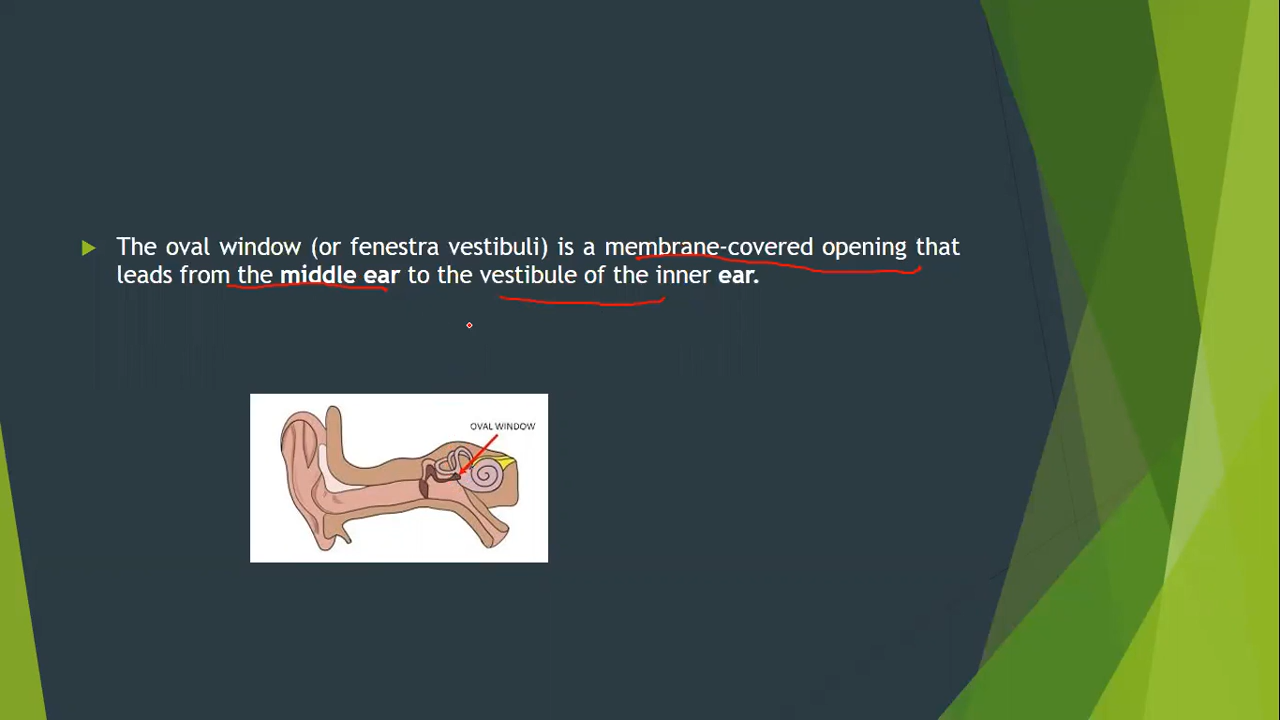 The oval window (or fenestra vestibuli) is a membrane-covered opening that
leads from the middle ear to the vestibule of the inner ear.
OVAL WINDOW